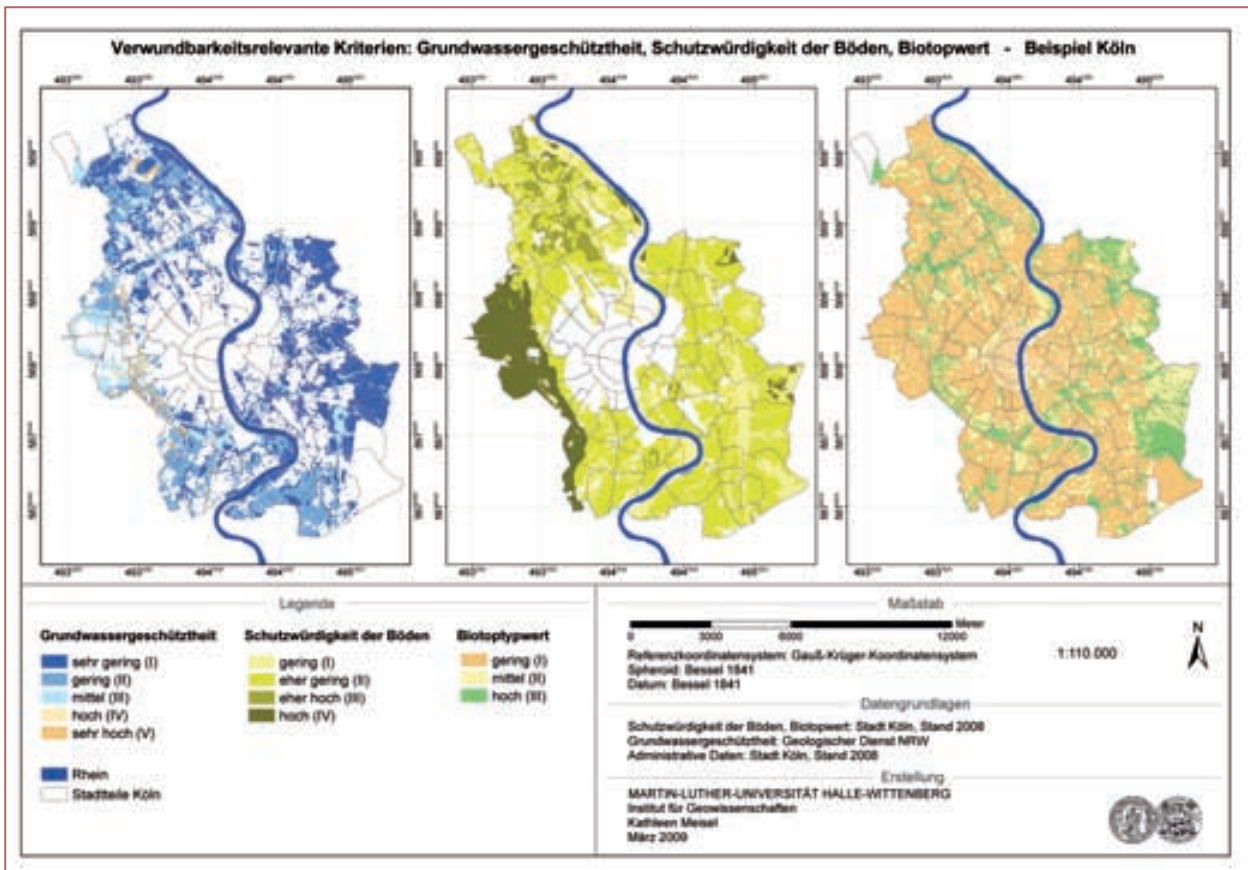 Verwundbarkeitsrelevante Kriterien: Grundwassergeschütztheit, Schutzwürdigkeit der Böden, Biotopwert - Beispiel Köln
Legende
Grundwassergeschütztheit
sehr gering (I)
gering (II)
mittel (III)
hoch (IV)
sehr hoch (V)
Rhein
Stadtteile Köln
Schutzwürdigkeit der Böden
gering (I)
eher gering (II)
eher hoch (III)
hoch (IV)
Biotoptypwert
gering (I)
mittel (II)
hoch (III)
Maßstab
0 3000 6000 12000 Meter
1:110.000
N
Referenzkoordinatensystem: Gauß-Krüger-Koordinatensystem
Spheroid: Bessel 1841
Datum: Bessel 1841
Datengrundlagen
Schutzwürdigkeit der Böden, Biotopwert: Stadt Köln, Stand 2008
Grundwassergeschütztheit: Geologischer Dienst NRW
Administrative Daten: Stadt Köln, Stand 2008
Erstellung
MARTIN-LUTHER-UNIVERSITÄT HALLE-WITTENBERG
Institut für Geowissenschaften
Kathleen Meisel
März 2009